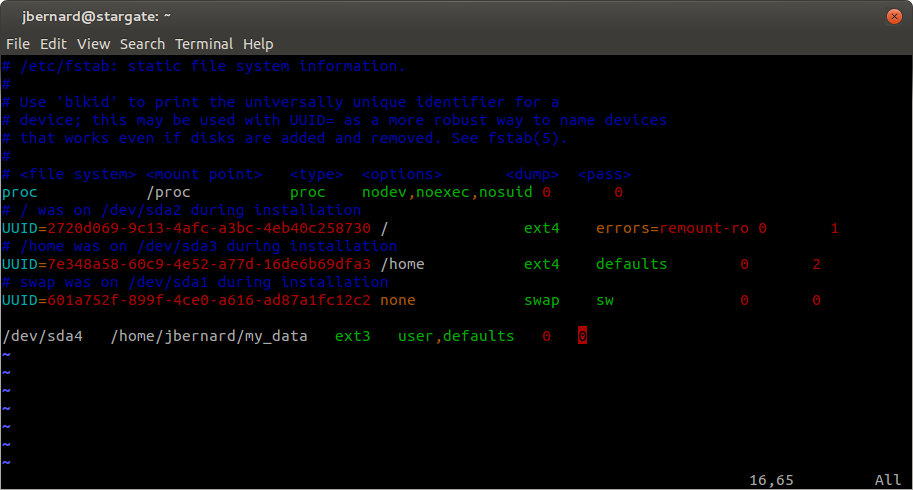 jbernard@stargate: ~
File Edit View Search Terminal Help
# /etc/fstab: static file system information.
#
# Use 'blkid' to print the universally unique identifier for a
# device; this may be used with UUID= as a more robust way to name devices
# that works even if disks are added and removed. See fstab(5).
#
# <file system> <mount point>   <type>  <options>       <dump>  <pass>
proc            /proc           proc    nodev,noexec,nosuid 0       0
# / was on /dev/sda2 during installation
UUID=2720d069-9c13-4afc-a3bc-4eb40c258730 /               ext4    errors=remount-ro 0       1
# /home was on /dev/sda3 during installation
UUID=7e348a58-60c9-4e52-a77d-16de6b69dfa3 /home           ext4    defaults        0       2
# swap was on /dev/sda1 during installation
UUID=601a752f-899f-4ce0-a616-ad87a1fc12c2 none            swap    sw              0       0
/dev/sda4   /home/jbernard/my_data   ext3   user,defaults   0   0
~
~
~
~
~
~
~
16,65         All